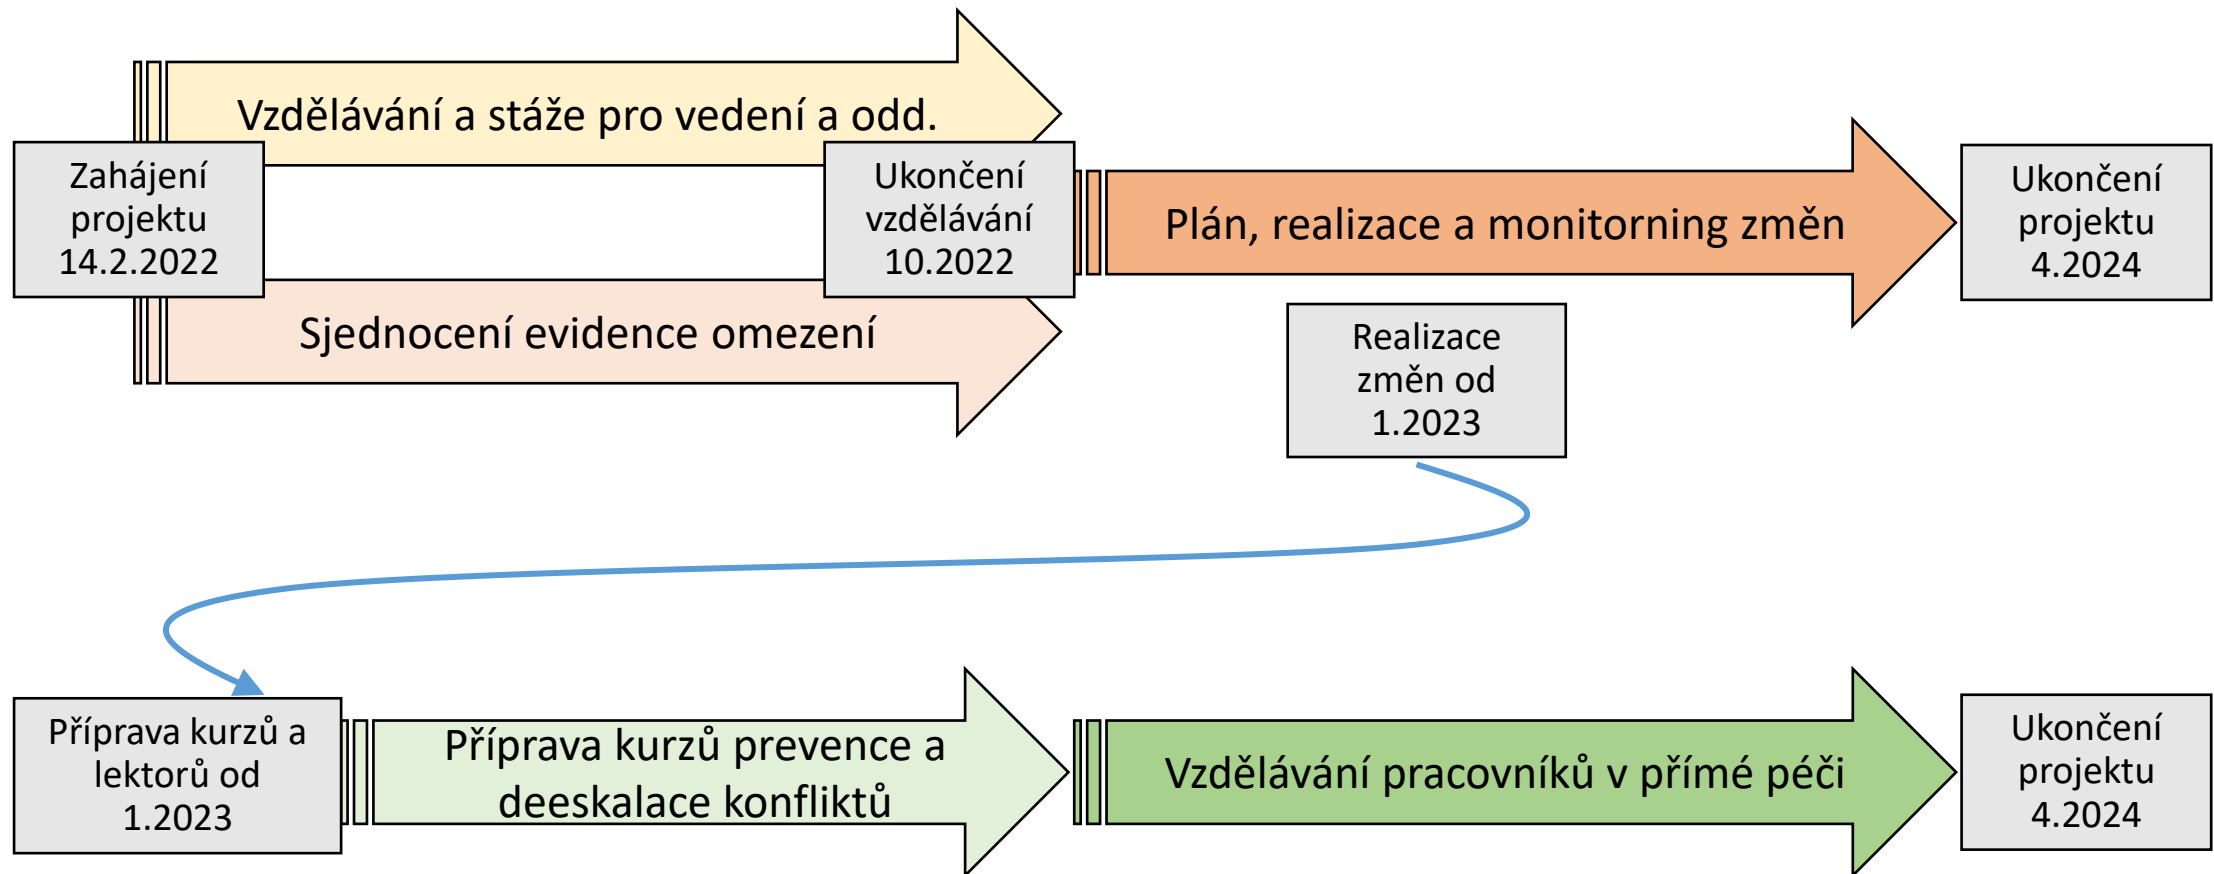 Vzdělávání a stáže pro vedení a odd.
Zahájení
projektu
14.2.2022
Ukončení
vzdělávání
10.2022
Plán, realizace a monitorning změn
Ukončení
projektu
4.2024
Sjednocení evidence omezení
Realizace
změn od
1.2023
Příprava kurzů a
lektorů od
1.2023
Příprava kurzů prevence a
deeskalace konfliktů
Vzdělávání pracovníků v přímé péči
Ukončení
projektu
4.2024